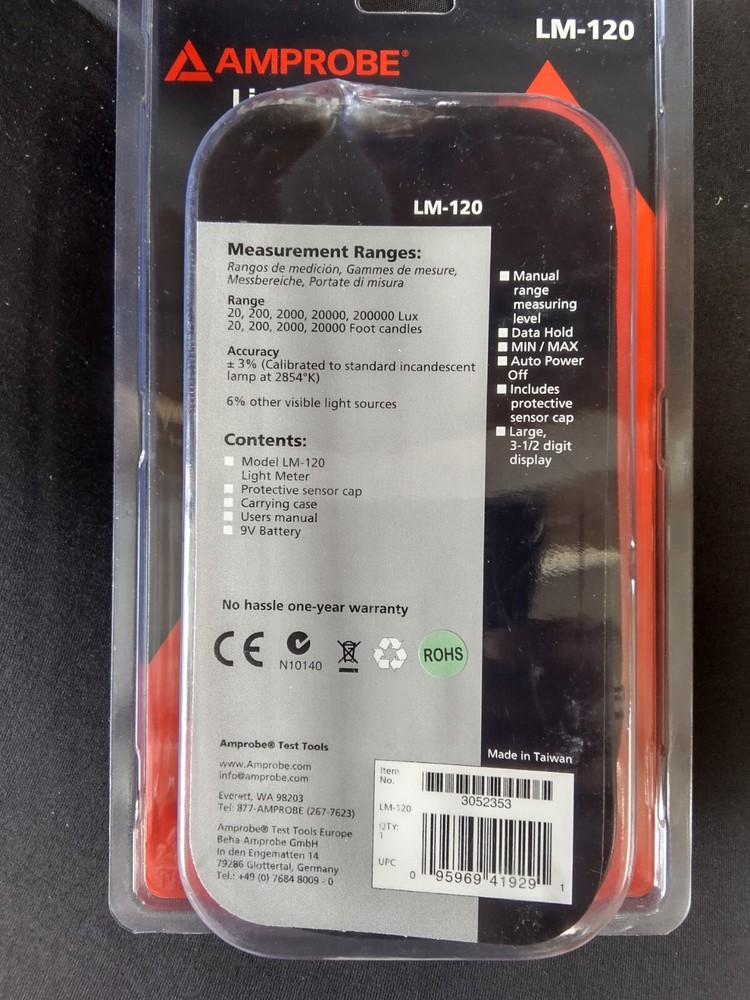 LM-120
AMPROBE®
LM-120
Measurement Ranges:
Rangos de medición, Gammes de mesure,
Messbereiche, Portate di misura
Range
20, 200, 2000, 20000, 200000 Lux
20, 200, 2000, 20000 Foot candles
Accuracy
± 3% (Calibrated to standard incandescent
lamp at 2854°K)
6% other visible light sources
Contents:
Model LM-120
Light Meter
Protective sensor cap
Carrying case
Users manual
9V Battery
Manual
range
measuring
level
Data Hold
MIN / MAX
Auto Power
Off
Includes
protective
sensor cap
Large,
3-1/2 digit
display
No hassle one-year warranty
CE
N10140
ROHS
Amprobe® Test Tools
www.Amprobe.com
info@amprobe.com
Everett, WA 98203
Tel: 877-AMPROBE (267-7623)
Amprobe® Test Tools Europe
Beha-Amprobe GmbH
In den Engematten 14
79286 Glottertal, Germany
Tel.: +49 (0) 7684 8009 - 0
Made in Taiwan
Item
No.
3052353
LM-120
QTY:
1
UPC
0 95969 41929 1